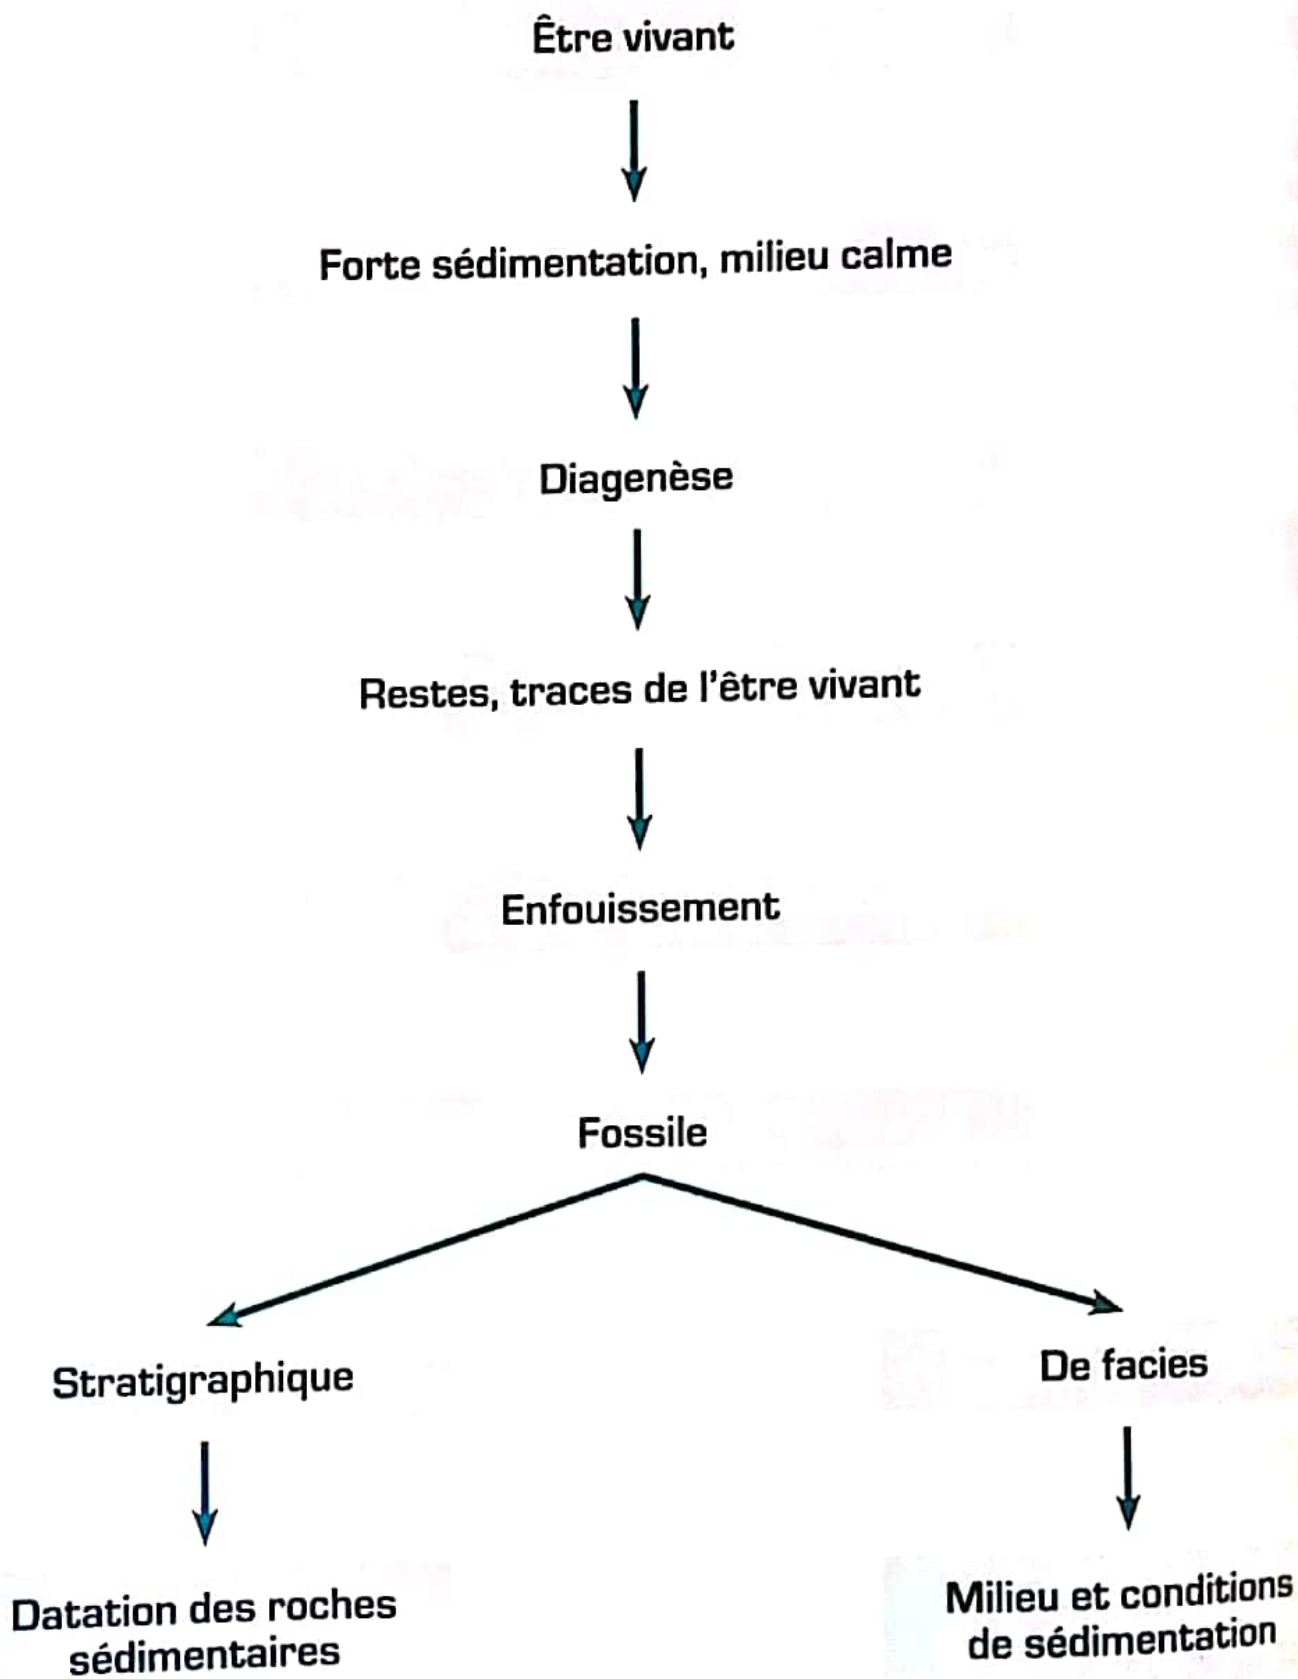 Être vivant
Forte sédimentation, milieu calme
Diagenèse
Restes, traces de l'être vivant
Enfouissement
Fossile
Stratigraphique
De facies
Datation des roches
sédimentaires
Milieu et conditions
de sédimentation